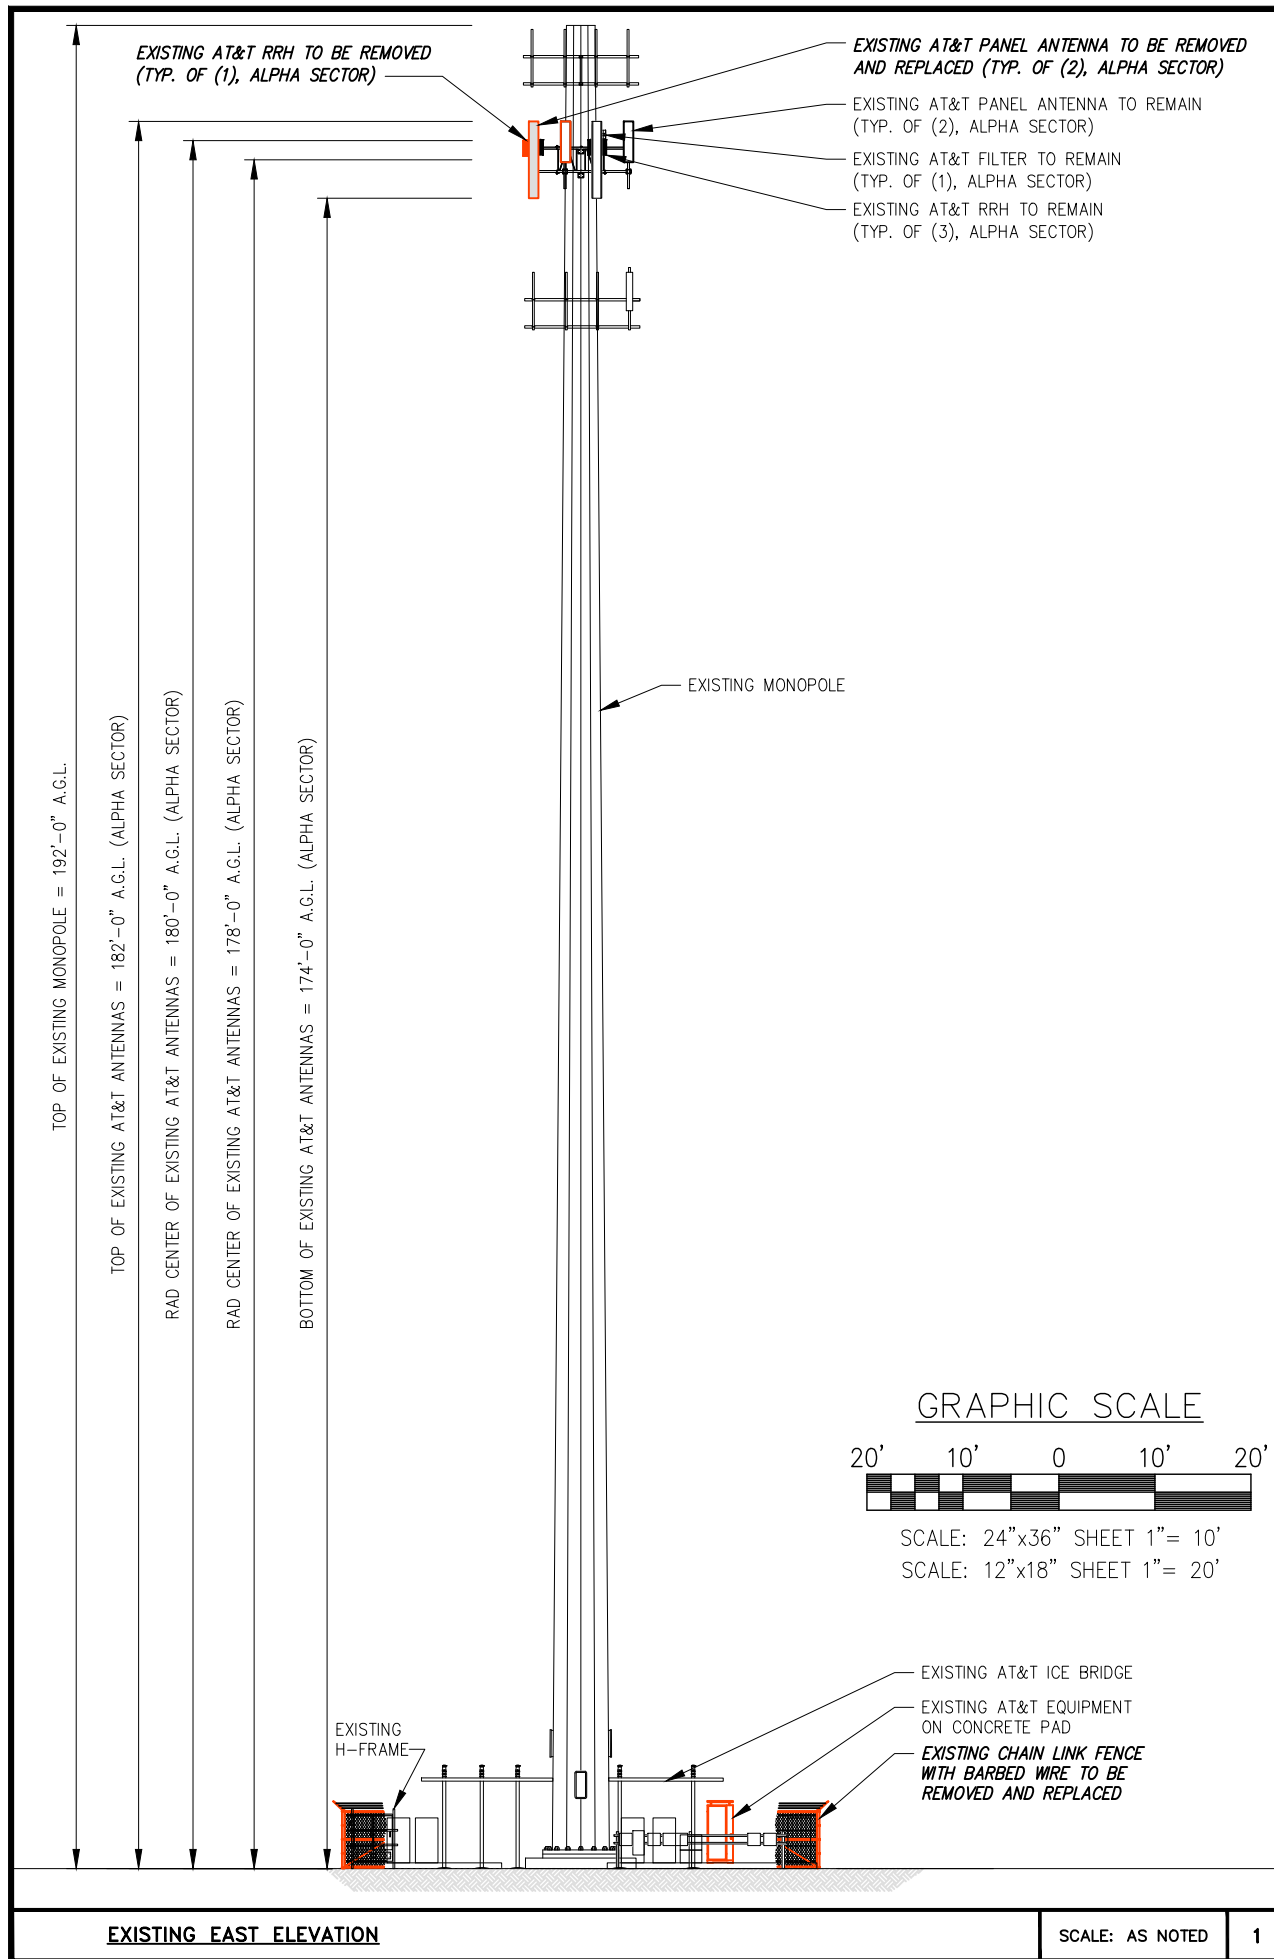 EXISTING AT&T RRH TO BE REMOVED
(TYP. OF (1), ALPHA SECTOR)
EXISTING AT&T PANEL ANTENNA TO BE REMOVED
AND REPLACED (TYP. OF (2), ALPHA SECTOR)
EXISTING AT&T PANEL ANTENNA TO REMAIN
(TYP. OF (2), ALPHA SECTOR)
EXISTING AT&T FILTER TO REMAIN
(TYP. OF (1), ALPHA SECTOR)
EXISTING AT&T RRH TO REMAIN
(TYP. OF (3), ALPHA SECTOR)
EXISTING MONOPOLE
TOP OF EXISTING MONOPOLE = 192'-0" A.G.L.
TOP OF EXISTING AT&T ANTENNAS = 182'-0" A.G.L. (ALPHA SECTOR)
RAD CENTER OF EXISTING AT&T ANTENNAS = 180'-0" A.G.L. (ALPHA SECTOR)
RAD CENTER OF EXISTING AT&T ANTENNAS = 178'-0" A.G.L. (ALPHA SECTOR)
BOTTOM OF EXISTING AT&T ANTENNAS = 174'-0" A.G.L. (ALPHA SECTOR)
GRAPHIC SCALE
20' 10' 0 10' 20'
SCALE: 24"x36" SHEET 1"= 10'
SCALE: 12"x18" SHEET 1"= 20'
EXISTING AT&T ICE BRIDGE
EXISTING AT&T EQUIPMENT
ON CONCRETE PAD
EXISTING CHAIN LINK FENCE
WITH BARBED WIRE TO BE
REMOVED AND REPLACED
EXISTING
H-FRAME
EXISTING EAST ELEVATION
SCALE: AS NOTED
1